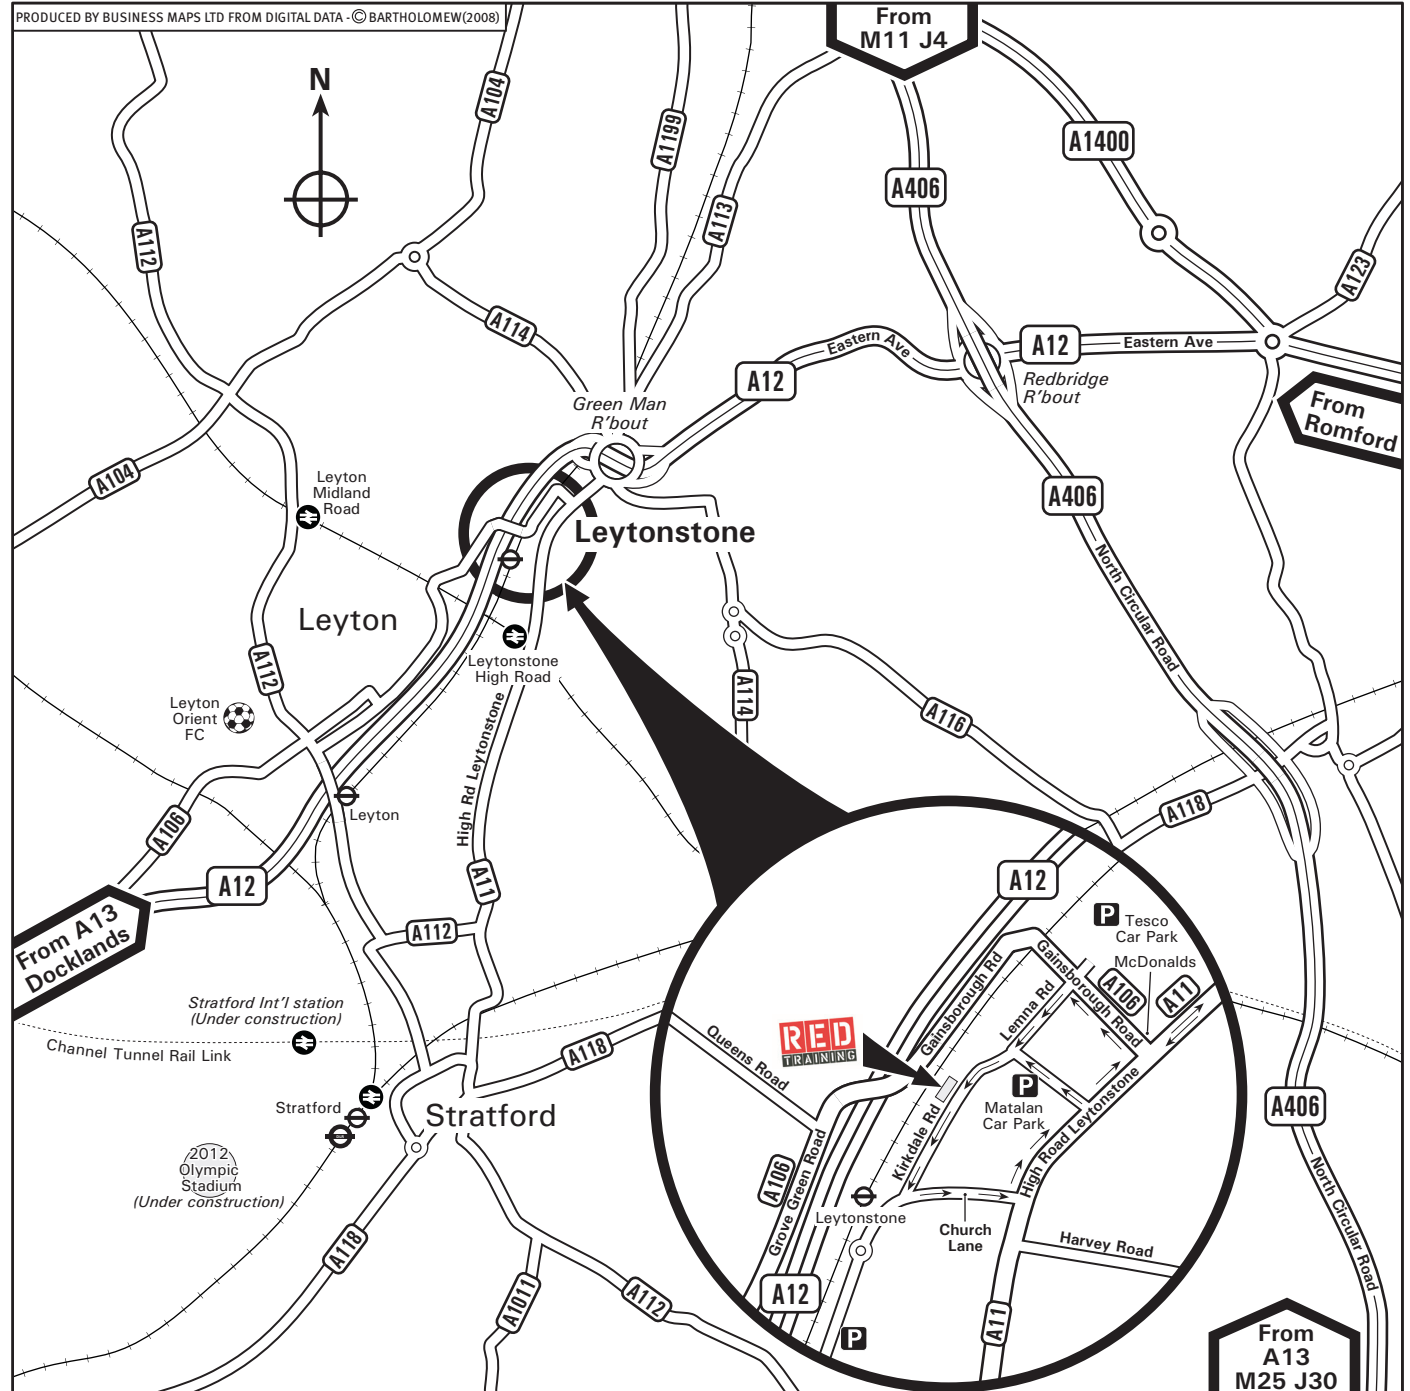 PRODUCED BY BUSINESS MAPS LTD FROM DIGITAL DATA - © BARTHOLOMEW(2008)
From
M11 J4
N
A104
A1199
A1400
A406
A113
A112
A123
A114
A12
Eastern Ave
A12
Eastern Ave
Redbridge
R'bout
Green Man
R'bout
From
Romford
A104
Leyton
Midland
Road
A406
Leytonstone
North Circular Road
Leyton
Leytonstone
High Road
A112
A114
A116
Leyton
Orient
FC
High Rd Leytonstone
Leyton
A106
A118
A12
A11
A12
From A13
Docklands
A112
P
Tesco
Car Park
McDonalds
Gainsborough Rd
Gainsborough Road
A106
A11
Lemna Rd
Stratford Int'l station
(Under construction)
Channel Tunnel Rail Link
A118
Queens Road
RED
TRAINING
P
Matalan
Car Park
Kirkdale Rd
High Road Leytonstone
Stratford
Stratford
A406
2012
Olympic
Stadium
(Under construction)
A106
Grove Green Road
Leytonstone
Church
Lane
Harvey Road
North Circular Road
A118
A1011
A112
A12
A11
P
From
A13
M25 J30